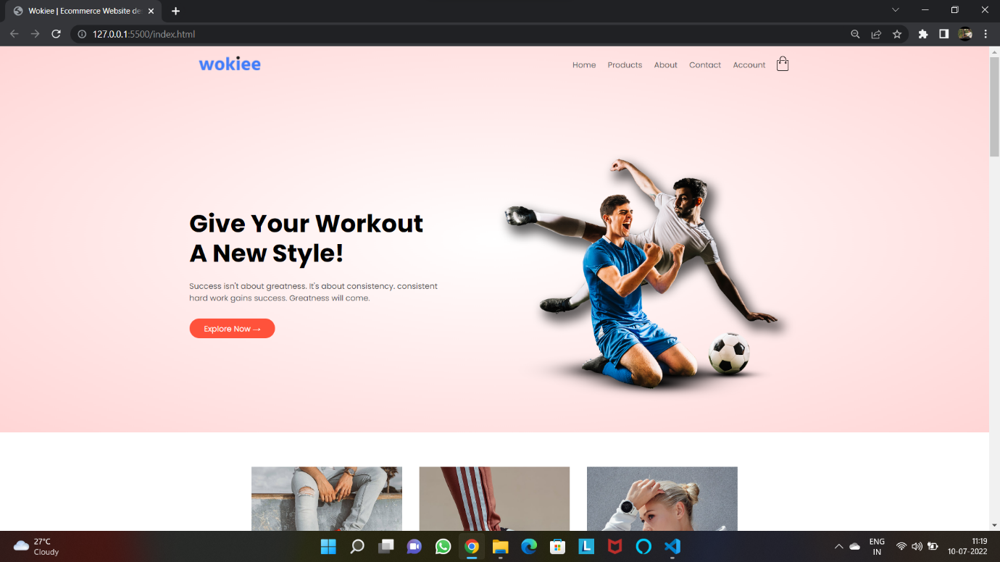 Wokiee | Ecommerce Website de
127.0.0.1:5500/index.html
wokiee
Home Products About Contact Account
Give Your Workout
A New Style!
Success isn't about greatness. It's about consistency. consistent
hard work gains success. Greatness will come.
Explore Now →
27°C
Cloudy
L
ENG
IN
11:19
10-07-2022